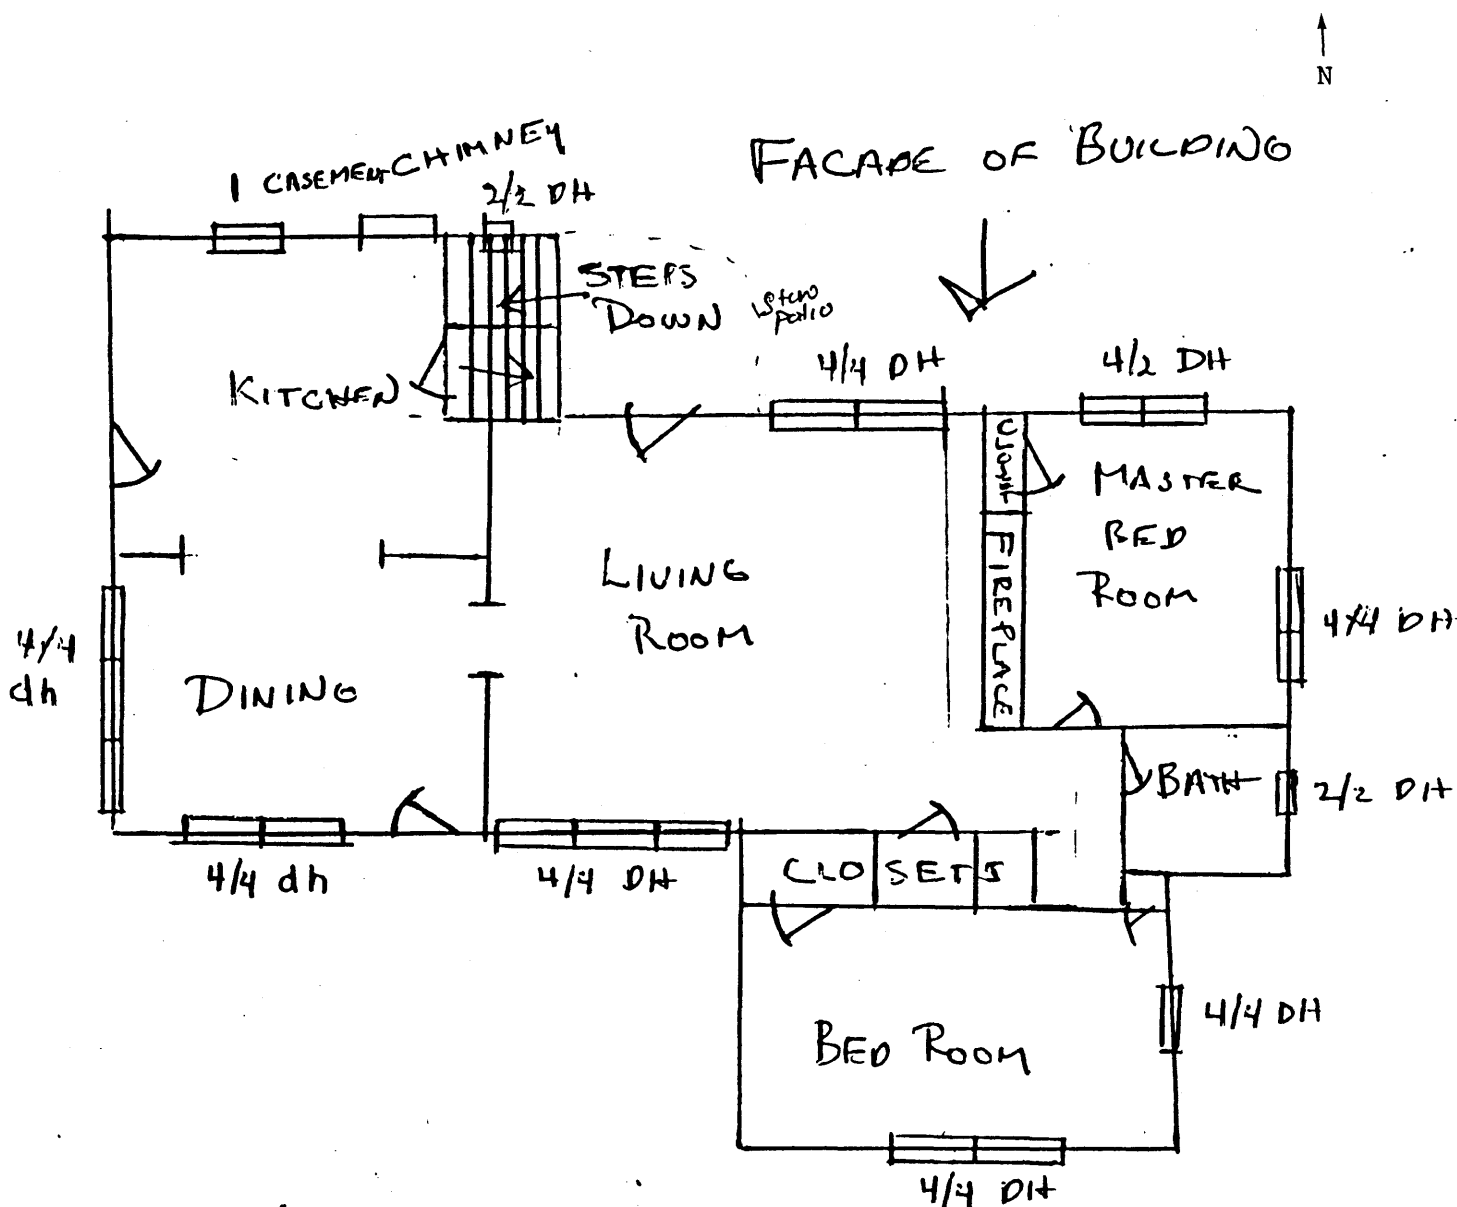 N
FACADE OF BUILDING
1 CASEMENT CHIMNEY
2/2 DH
STEPS
DOWN
patio
4/4 DH
4/2 DH
KITCHEN
MASTER
BED
ROOM
FIREPLACE
LIVING
ROOM
4/4
dh
4/4 DH
DINING
BATH
2/2 DH
4/4 dh
4/4 DH
CLOSETS
4/4 DH
BED ROOM
4/4 DH